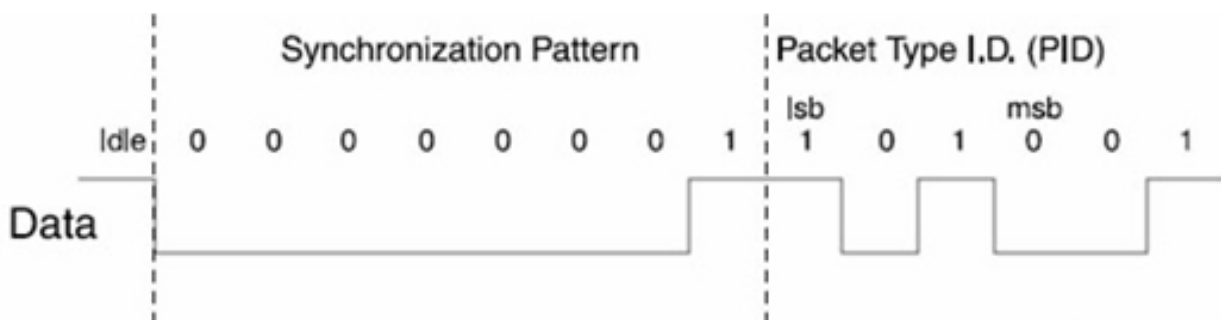 Synchronization Pattern Packet Type I.D. (PID)
lsb msb
Idle 0 0 0 0 0 0 0 1 1 0 1 0 0 1
Data